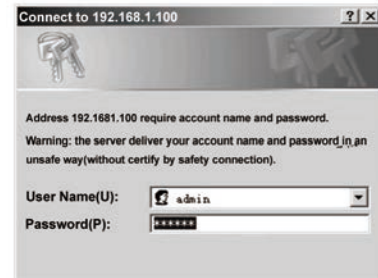 Connect to 192.168.1.100
? ×
Address 192.1681.100 require account name and password.
Warning: the server deliver your account name and password in an
unsafe way(without certify by safety connection).
User Name(U):
admin
Password(P):
******